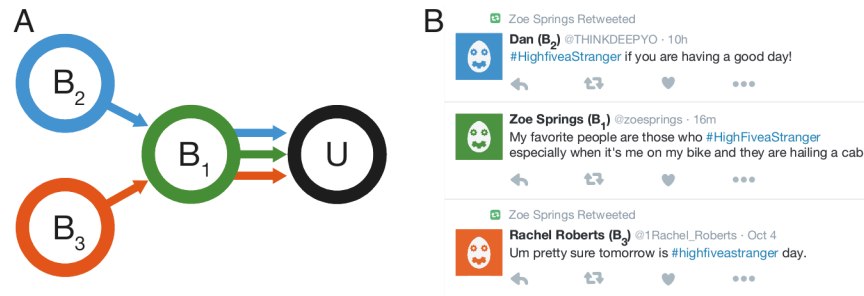 A
B2
B1
U
B3
B
Zoe Springs Retweeted
Dan (B2) @THINKDEEPYO · 10h
#HighfiveaStranger if you are having a good day!
Zoe Springs (B1) @zoesprings · 16m
My favorite people are those who #HighFiveaStranger
especially when it's me on my bike and they are hailing a cab
Zoe Springs Retweeted
Rachel Roberts (B3) @1Rachel_Roberts · Oct 4
Um pretty sure tomorrow is #highfiveastranger day.